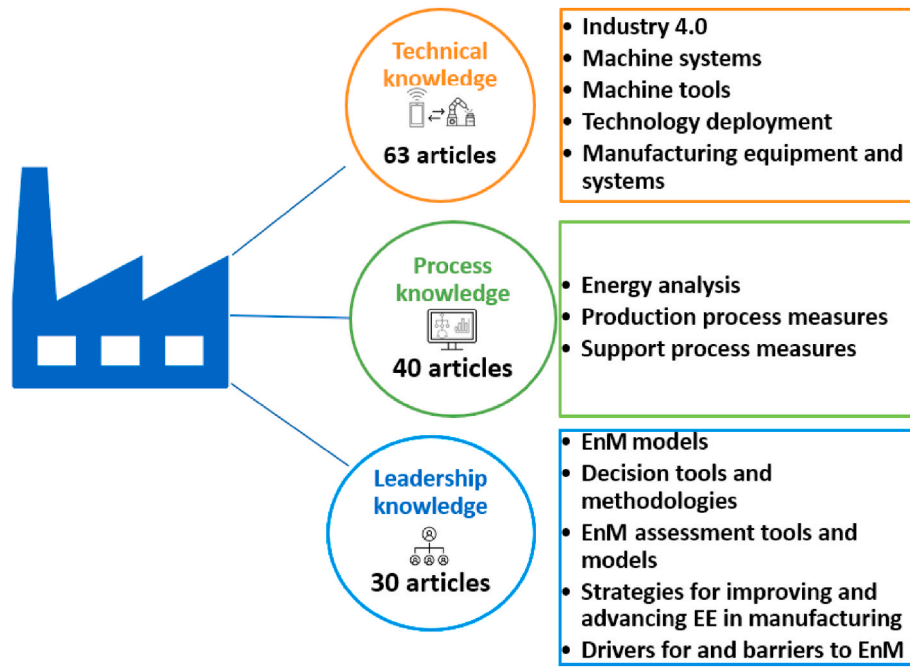 Technical
knowledge
63 articles
• Industry 4.0
• Machine systems
• Machine tools
• Technology deployment
• Manufacturing equipment and
systems
Process
knowledge
40 articles
• Energy analysis
• Production process measures
• Support process measures
Leadership
knowledge
30 articles
• EnM models
• Decision tools and
methodologies
• EnM assessment tools and
models
• Strategies for improving and
advancing EE in manufacturing
• Drivers for and barriers to EnM